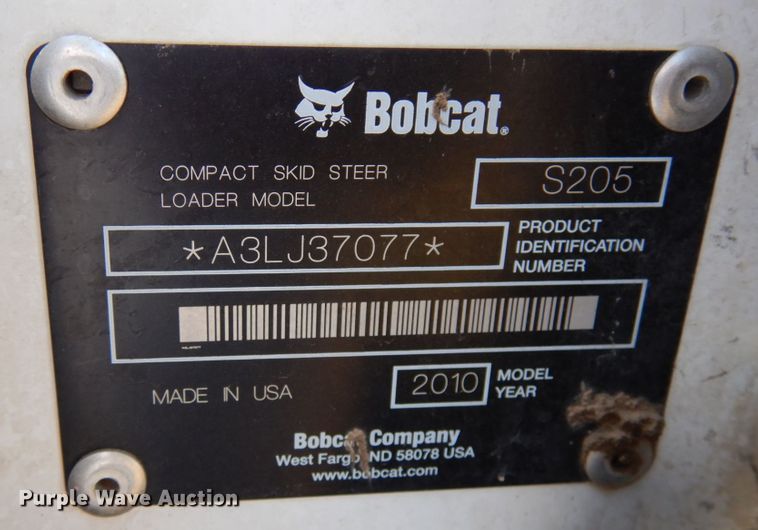 Bobcat®
COMPACT SKID STEER
LOADER MODEL
S205
*A3LJ37077*
PRODUCT
IDENTIFICATION
NUMBER
MADE IN USA
2010
MODEL
YEAR
Bobcat Company
West Fargo ND 58078 USA
www.bobcat.com
Purple Wave Auction